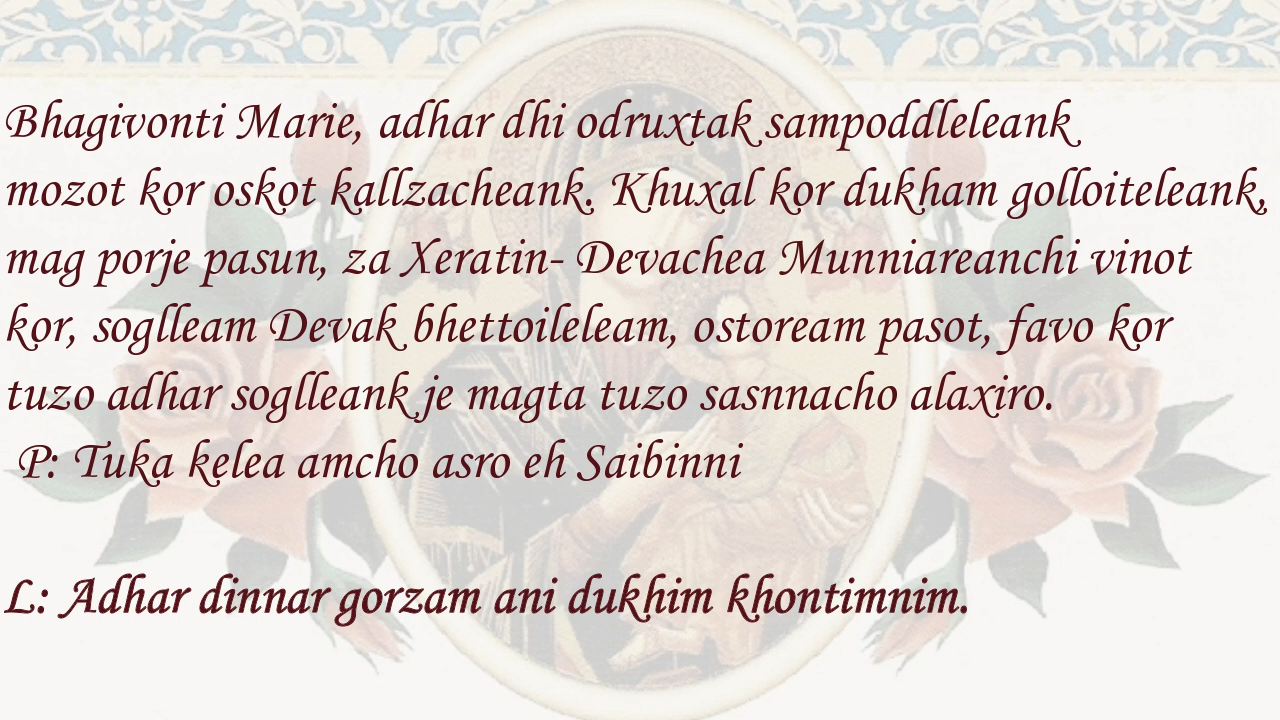 Bhagivonti Marie, adhar dhi odruxtak sampoddleleank
mozot kor oskot kallzacheank. Khuxal kor dukham golloiteleank,
mag porje pasun, za Xeratin- Devachea Munniareanchi vinot
kor, soglleam Devak bhettoileleam, ostoream pasot, favo kor
tuzo adhar soglleank je magta tuzo sasnnacho alaxiro.
P: Tuka kelea amcho asro eh Saibinni
L: Adhar dinnar gorzam ani dukhim khontimnim.